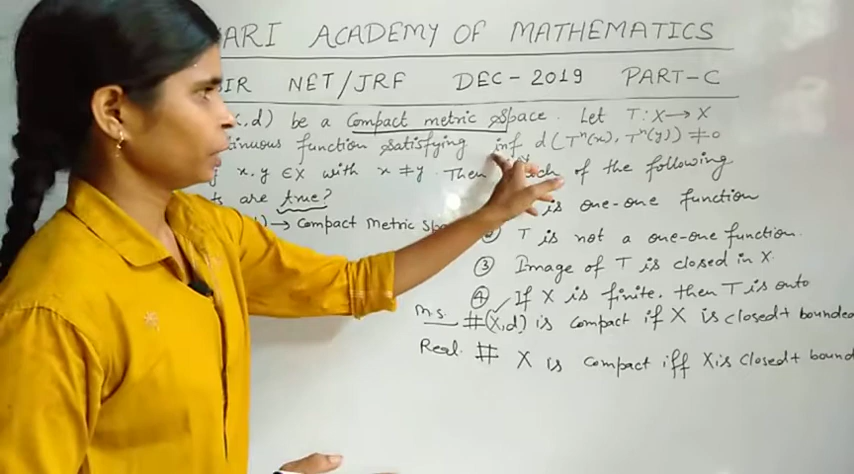 ARI ACADEMY OF MATHEMATICS
IR NET/JRF DEC-2019 PART-C
X,d) be a Compact metric space. Let T: X→X
tinuous function satisfying inf d(Tⁿ(x), Tⁿ(y)) ≠0
x,y ∈X with x≠y. Then which of the following
ts are true?
is one-one function
→ Compact Metric Spa
② T is not a one-one function.
③ Image of T is closed in X.
④ If X is finite, then T is onto
M.S. #(X,d) is compact if X is closed+ bounded
Real. # X is compact iff X is closed+ bound